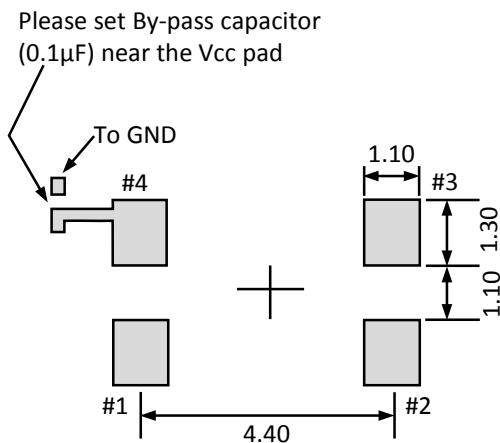 Please set By-pass capacitor
(0.1µF) near the Vcc pad
To GND
#4
1.10
#3
1.30
1.10
#1
#2
4.40